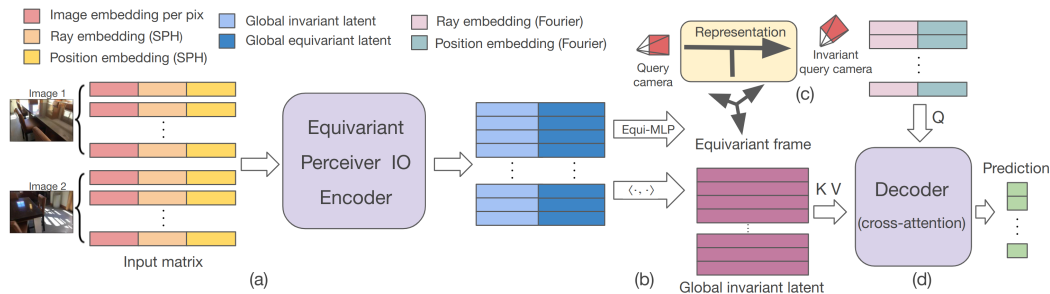 Image embedding per pix
Ray embedding (SPH)
Position embedding (SPH)
Global invariant latent
Global equivariant latent
Ray embedding (Fourier)
Position embedding (Fourier)
Image 1
Image 2
Input matrix
(a)
Equivariant
Perceiver IO
Encoder
Equi-MLP
⟨·, ·⟩
(b)
Query
camera
Representation
Invariant
query camera
(c)
Equivariant frame
Global invariant latent
K V
Q
Decoder
(cross-attention)
(d)
Prediction